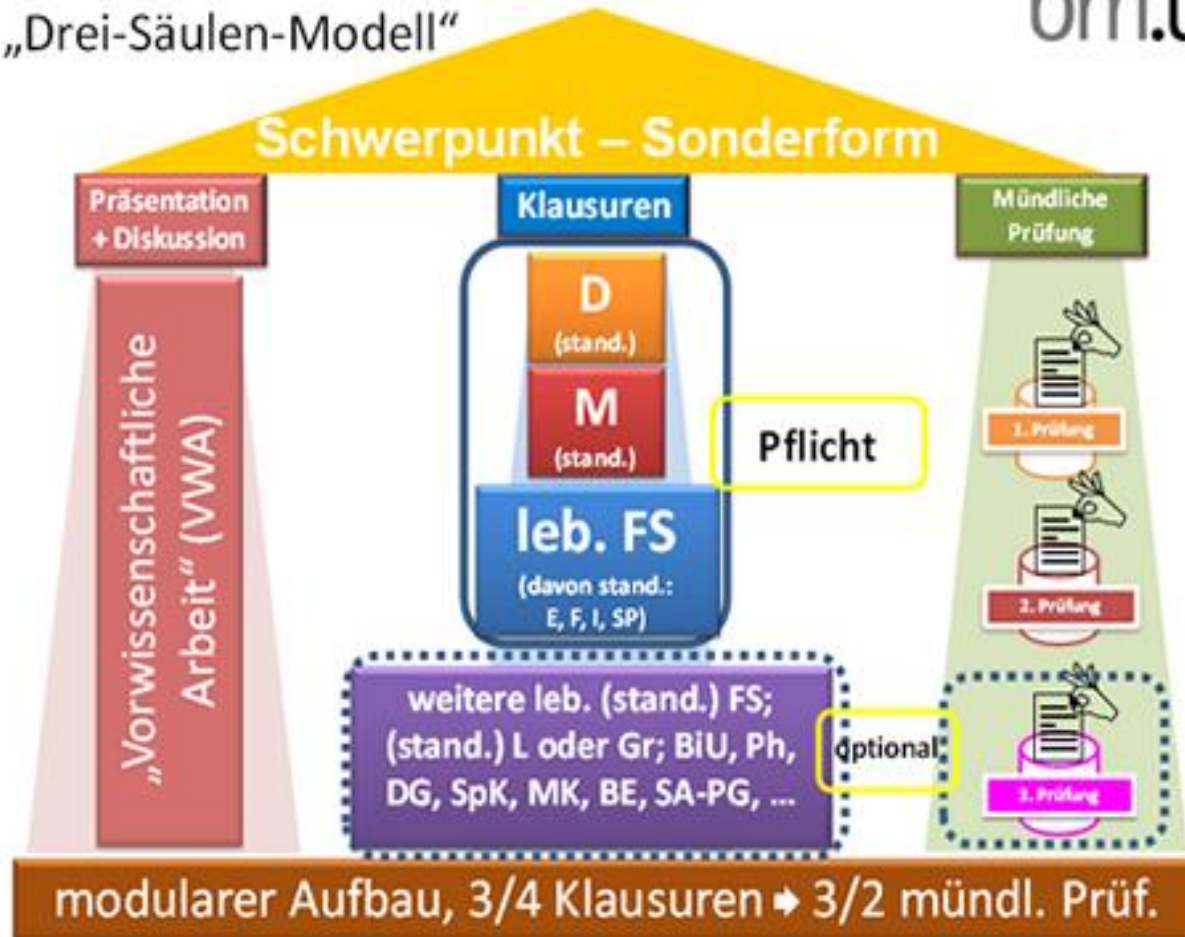 „Drei-Säulen-Modell“
Schwerpunkt – Sonderform
Präsentation
+ Diskussion
„Vorwissenschaftliche
Arbeit“ (VWA)
Klausuren
D
(stand.)
M
(stand.)
leb. FS
(davon stand.:
E, F, I, SP)
Pflicht
weitere leb. (stand.) FS;
(stand.) L oder Gr; BiU, Ph,
DG, SpK, MK, BE, SA-PG, ...
optional
Mündliche
Prüfung
1. Prüfung
2. Prüfung
3. Prüfung
modularer Aufbau, 3/4 Klausuren ➧ 3/2 mündl. Prüf.